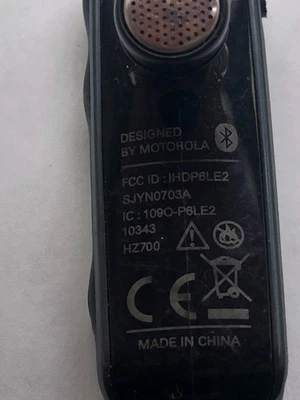 DESIGNED
BY MOTOROLA
FCC ID : IHDP6LE2
SJYN0703A
IC : 109O-P6LE2
10343
HZ700
CE
MADE IN CHINA